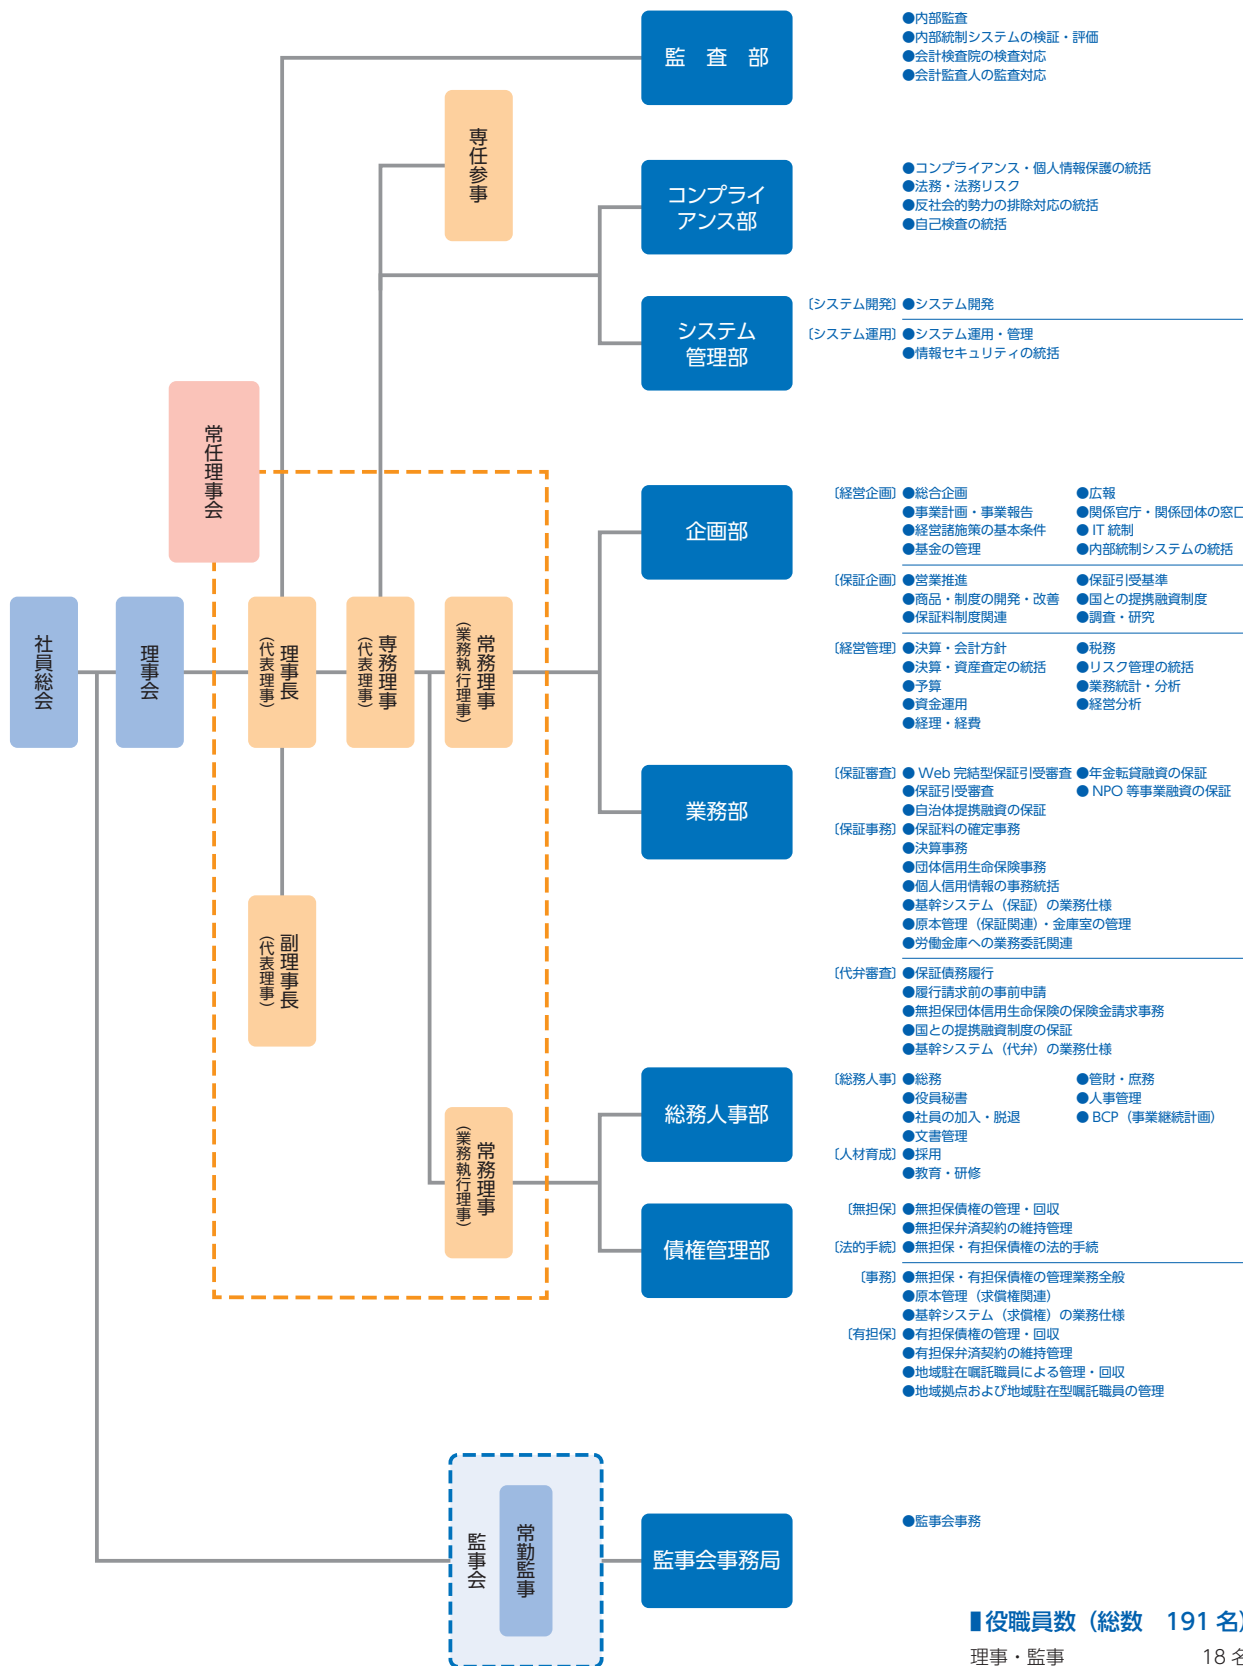 監査部
●内部監査
●内部統制システムの検証・評価
●会計検査院の検査対応
●会計監査人の監査対応
専任参事
コンプライ
アンス部
●コンプライアンス・個人情報保護の統括
●法務・法務リスク
●反社会的勢力の排除対応の統括
●自己検査の統括
システム
管理部
〔システム開発〕●システム開発
〔システム運用〕●システム運用・管理
●情報セキュリティの統括
常任理事会
企画部
〔経営企画〕●総合企画 ●広報
●事業計画・事業報告 ●関係官庁・関係団体の窓口
●経営諸施策の基本条件 ●IT統制
●基金の管理 ●内部統制システムの統括
〔保証企画〕●営業推進 ●保証引受基準
●商品・制度の開発・改善 ●国との提携融資制度
●保証料制度関連 ●調査・研究
〔経営管理〕●決算・会計方針 ●税務
●決算・資産査定の統括 ●リスク管理の統括
●予算 ●業務統計・分析
●資金運用 ●経営分析
●経理・経費
社員総会
理事会
理事長
（代表理事）
専務理事
（代表理事）
常務理事
（業務執行理事）
業務部
〔保証審査〕●Web完結型保証引受審査 ●年金転貸融資の保証
●保証引受審査 ●NPO等事業融資の保証
●自治体提携融資の保証
〔保証事務〕●保証料の確定事務
●決算事務
●団体信用生命保険事務
●個人信用情報の事務統括
●基幹システム（保証）の業務仕様
●原本管理（保証関連）・金庫室の管理
●労働金庫への業務委託関連
〔代弁審査〕●保証債務履行
●履行請求前の事前申請
●無担保団体信用生命保険の保険金請求事務
●国との提携融資制度の保証
●基幹システム（代弁）の業務仕様
副理事長
（代表理事）
総務人事部
〔総務人事〕●総務 ●管財・庶務
●役員秘書 ●人事管理
●社員の加入・脱退 ●BCP（事業継続計画）
●文書管理
〔人材育成〕●採用
●教育・研修
常務理事
（業務執行理事）
債権管理部
〔無担保〕●無担保債権の管理・回収
●無担保弁済契約の維持管理
〔法的手続〕●無担保・有担保債権の法的手続
〔事務〕●無担保・有担保債権の管理業務全般
●原本管理（求償権関連）
●基幹システム（求償権）の業務仕様
〔有担保〕●有担保債権の管理・回収
●有担保弁済契約の維持管理
●地域駐在嘱託職員による管理・回収
●地域拠点および地域駐在型嘱託職員の管理
監事会
常勤監事
監事会事務局
●監事会事務
■役職員数（総数 191名）
理事・監事 18名